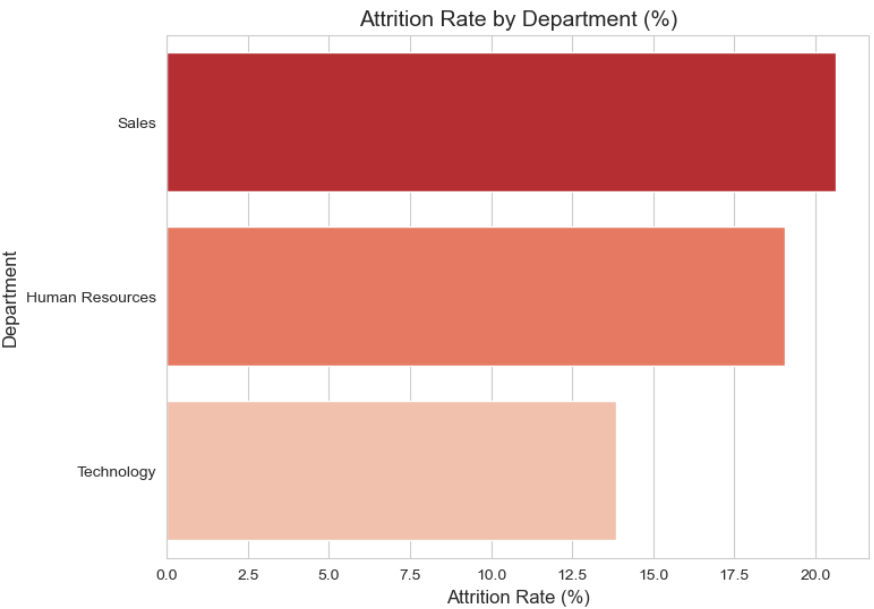 Attrition Rate by Department (%)
Sales
Human Resources
Technology
Department
0.0 2.5 5.0 7.5 10.0 12.5 15.0 17.5 20.0
Attrition Rate (%)